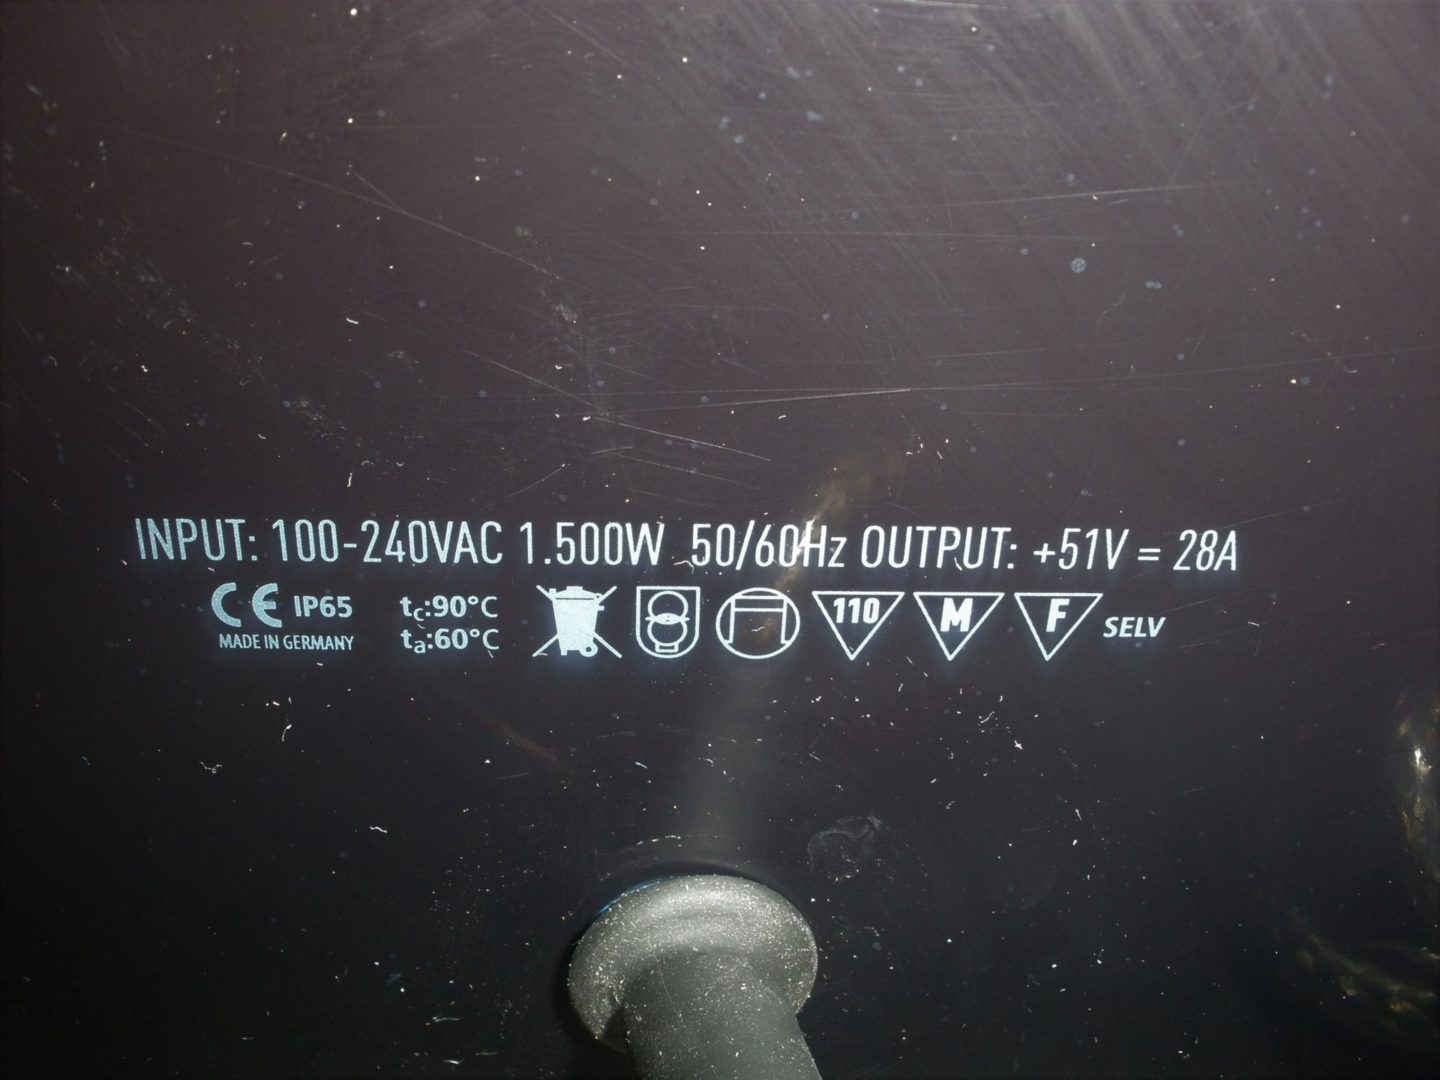 INPUT: 100-240VAC 1.500W 50/60Hz OUTPUT: +51V = 28A
CE IP65 tc:90°C 110 M F SELV
MADE IN GERMANY ta:60°C